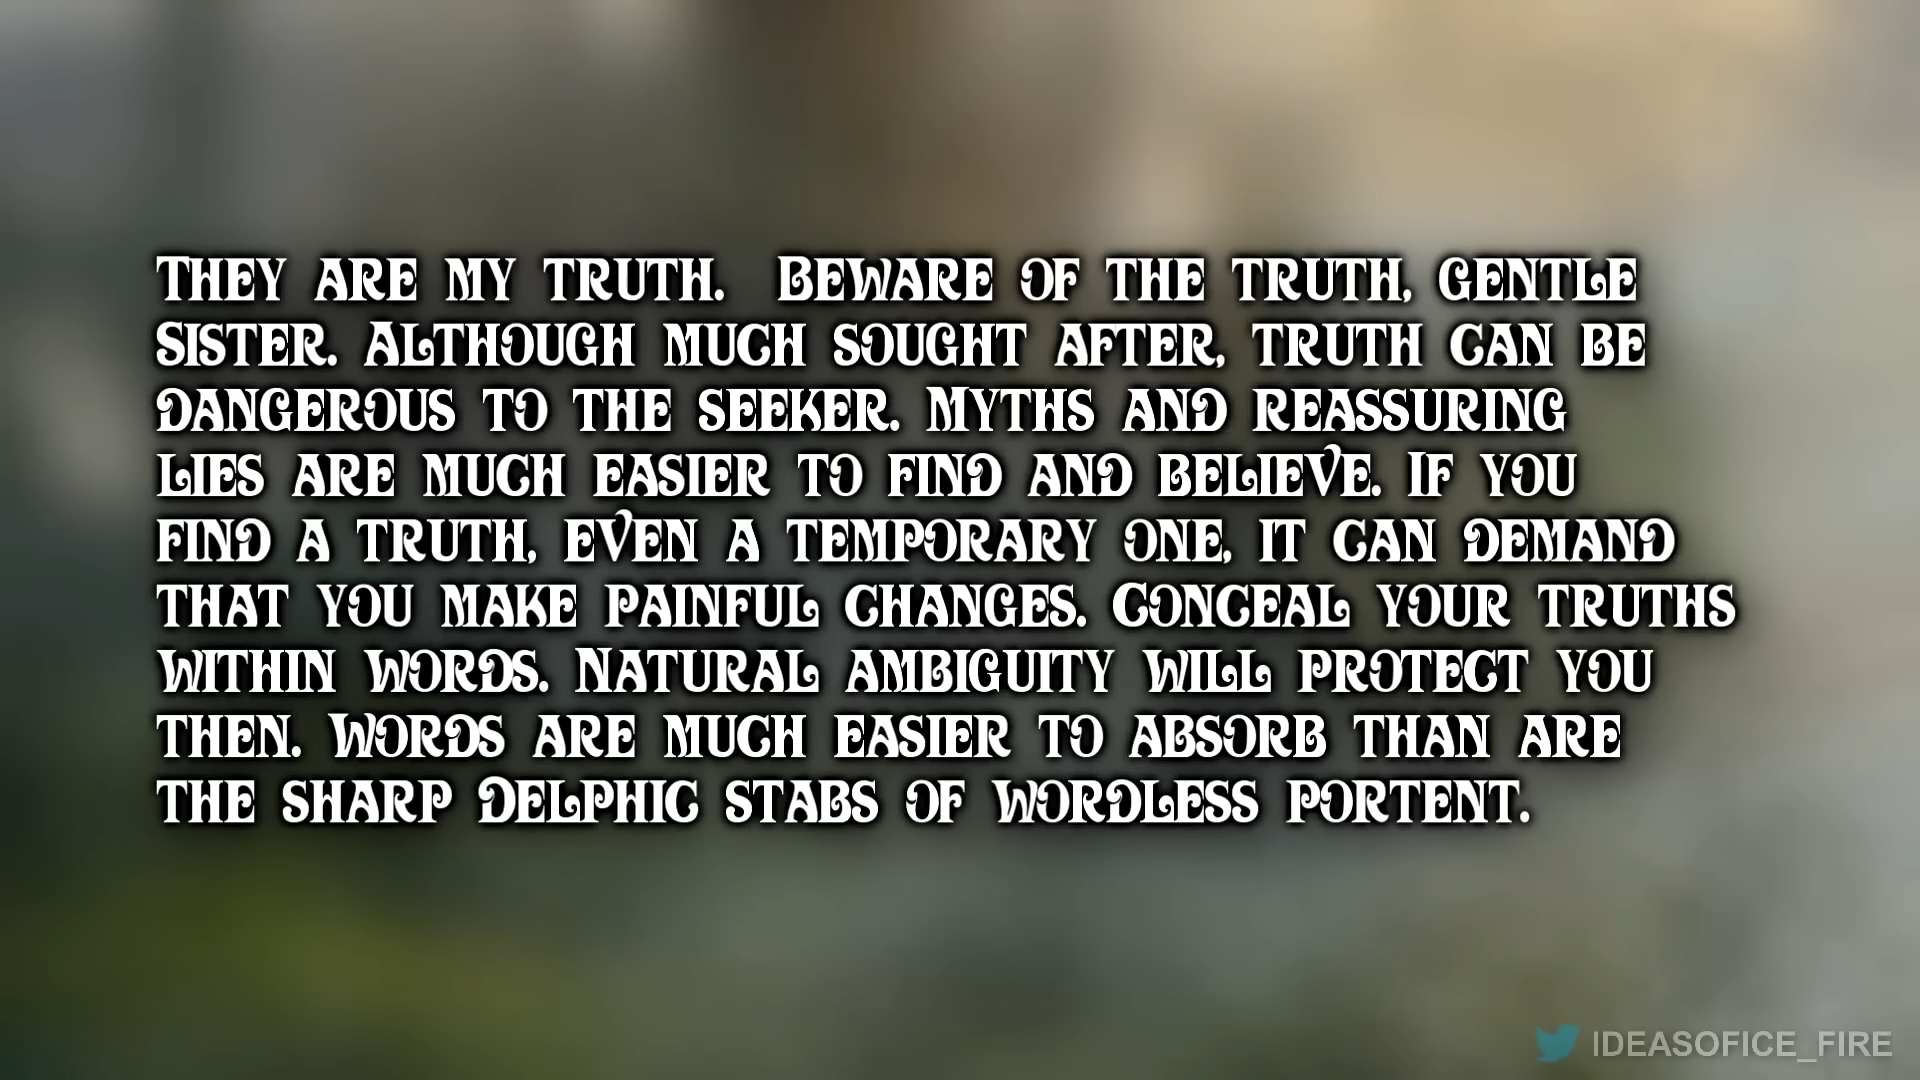 They are my truth. Beware of the truth, gentle
Sister. Although much sought after, truth can be
dangerous to the seeker. Myths and reassuring
lies are much easier to find and believe. If you
find a truth, even a temporary one, it can demand
that you make painful changes. Conceal your truths
within words. Natural ambiguity will protect you
then. Words are much easier to absorb than are
the sharp Delphic stabs of wordless portent.
IDEASOFICE_FIRE